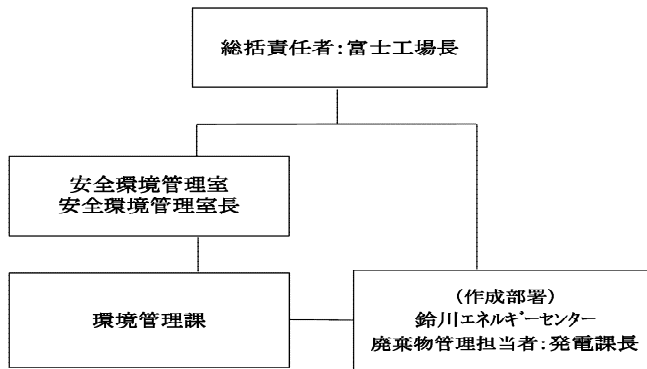 総括責任者：富士工場長
安全環境管理室
安全環境管理室長
環境管理課
（作成部署）
鈴川ｴﾈﾙｷﾞｰセンター
廃棄物管理担当者：発電課長